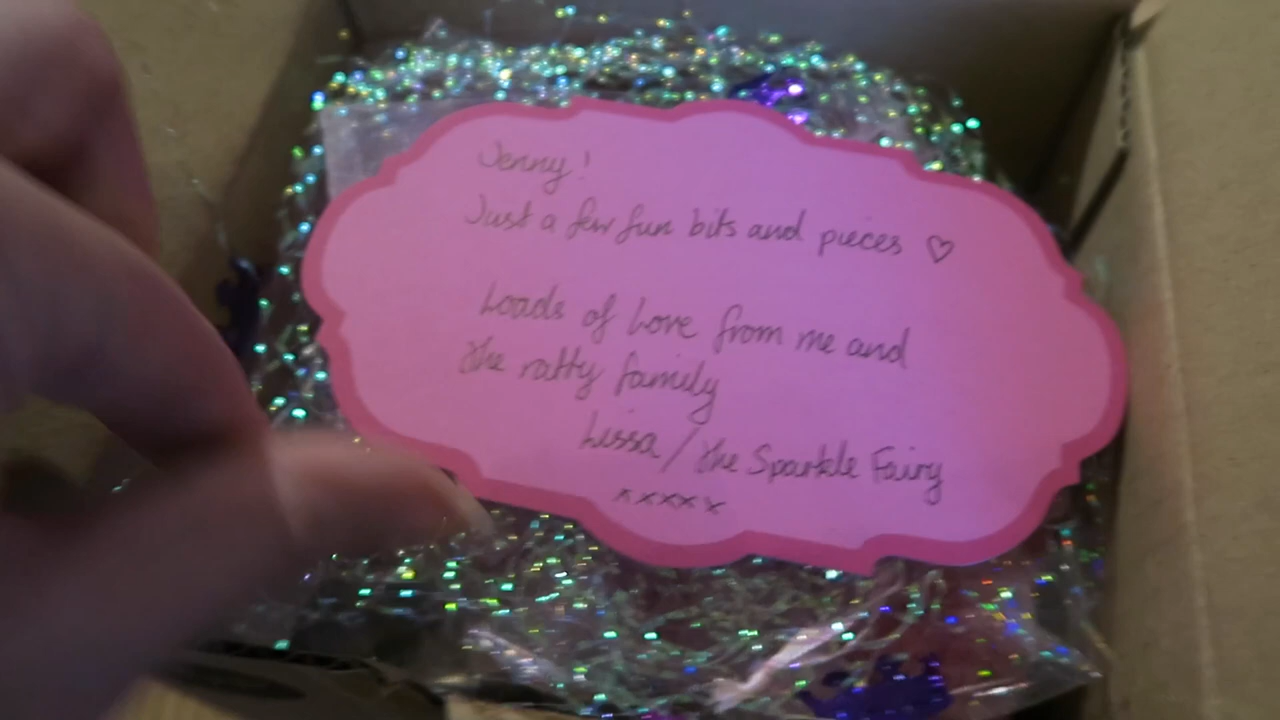 Jenny!
Just a few fun bits and pieces ♡
Loads of Love from me and
the ratty family
Lissa / The Sparkle Fairy
xxxxx